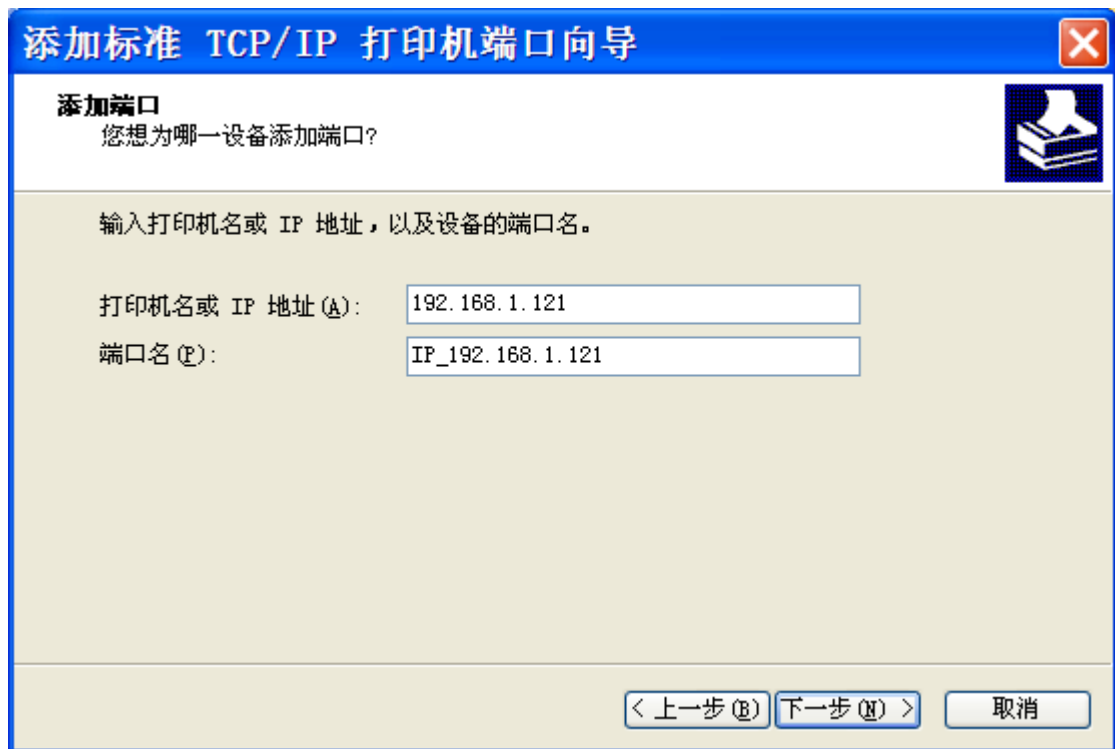 添加标准 TCP/IP 打印机端口向导
添加端口
您想为哪一设备添加端口?
输入打印机名或 IP 地址，以及设备的端口名。
打印机名或 IP 地址(A): 192.168.1.121
端口名(P): IP_192.168.1.121
< 上一步(B) 下一步(N) > 取消